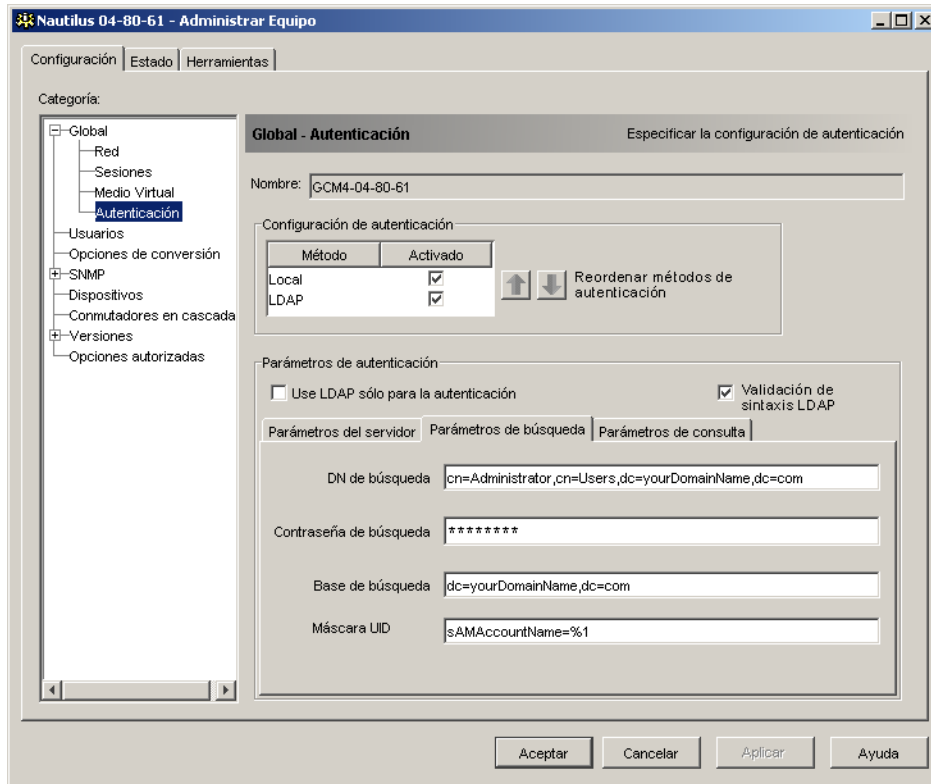 Nautilus 04-80-61 - Administrar Equipo
Configuración
Estado
Herramientas
Categoría:
Global
Red
Sesiones
Medio Virtual
Autenticación
Usuarios
Opciones de conversión
SNMP
Dispositivos
Conmutadores en cascada
Versiones
Opciones autorizadas
Global - Autenticación
Especificar la configuración de autenticación
Nombre:
GCM4-04-80-61
Configuración de autenticación
Método
Activado
Local
LDAP
Reordenar métodos de
autenticación
Parámetros de autenticación
Use LDAP sólo para la autenticación
Validación de
sintaxis LDAP
Parámetros del servidor
Parámetros de búsqueda
Parámetros de consulta
DN de búsqueda
cn=Administrator,cn=Users,dc=yourDomainName,dc=com
Contraseña de búsqueda
********
Base de búsqueda
dc=yourDomainName,dc=com
Máscara UID
sAMAccountName=%1
Aceptar
Cancelar
Aplicar
Ayuda